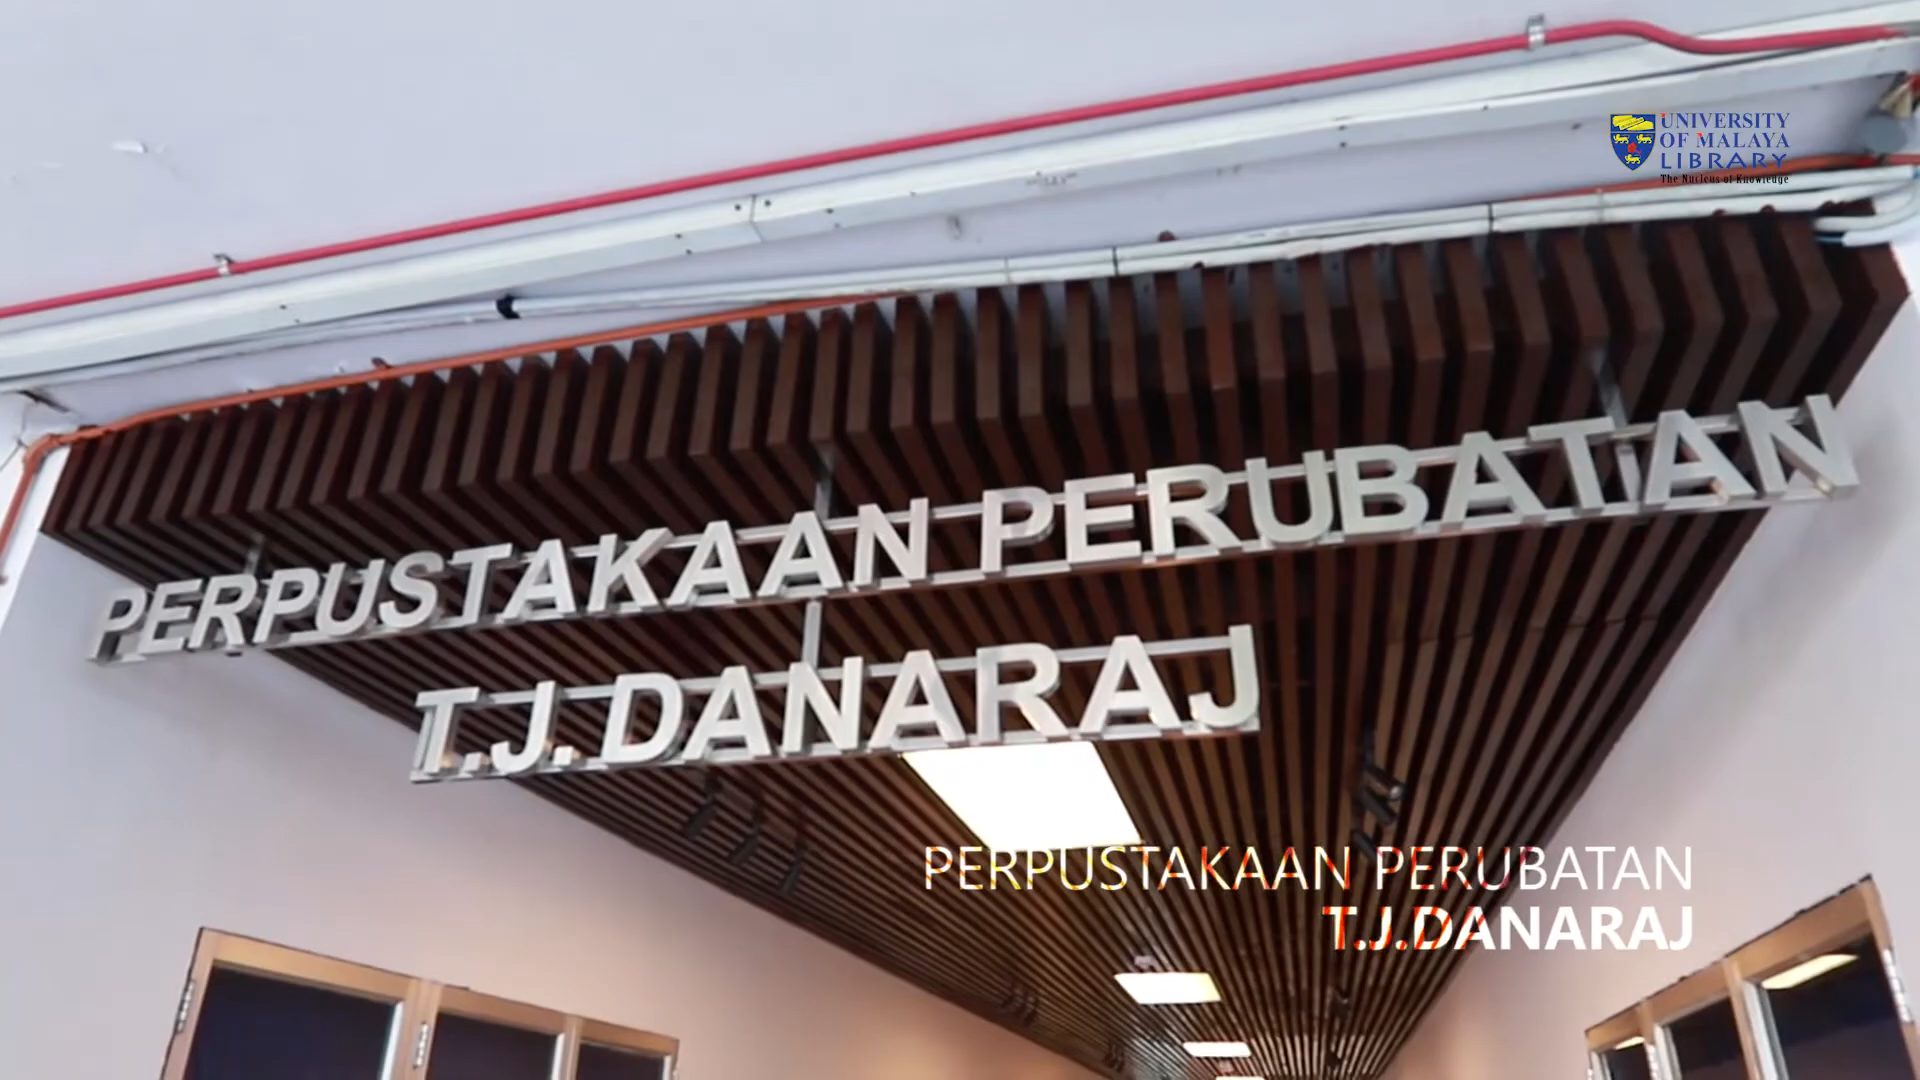 UNIVERSITY
OF MALAYA
LIBRARY
The Nucleus of Knowledge
PERPUSTAKAAN PERUBATAN
T.J. DANARAJ
PERPUSTAKAAN PERUBATAN
T.J.DANARAJ